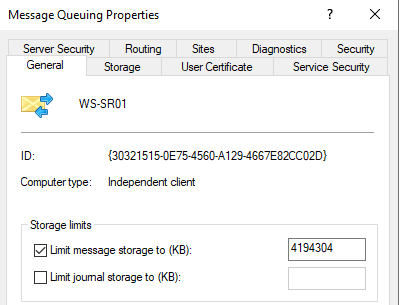 Message Queuing Properties ? ×
Server Security Routing Sites Diagnostics Security
General Storage User Certificate Service Security
WS-SR01
ID: {30321515-0E75-4560-A129-4667E82CC02D}
Computer type: Independent client
Storage limits
Limit message storage to (KB): 4194304
Limit journal storage to (KB):